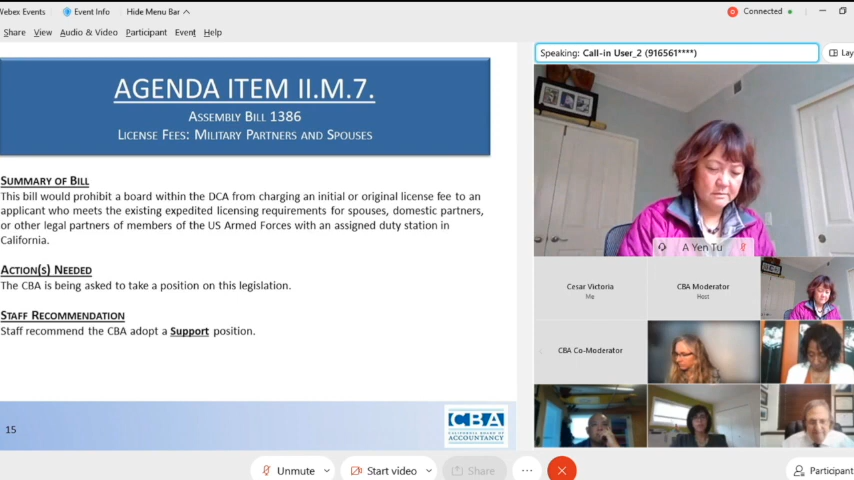 Webex Events
Event Info
Hide Menu Bar
Connected
Share View Audio & Video Participant Event Help
Speaking: Call-in User_2 (916561****)
Lay
AGENDA ITEM II.M.7.
ASSEMBLY BILL 1386
LICENSE FEES: MILITARY PARTNERS AND SPOUSES
SUMMARY OF BILL
This bill would prohibit a board within the DCA from charging an initial or original license fee to an
applicant who meets the existing expedited licensing requirements for spouses, domestic partners,
or other legal partners of members of the US Armed Forces with an assigned duty station in
California.
ACTION(S) NEEDED
The CBA is being asked to take a position on this legislation.
STAFF RECOMMENDATION
Staff recommend the CBA adopt a Support position.
15
CBA
CALIFORNIA BOARD OF
ACCOUNTANCY
A Yen Tu
Cesar Victoria
Me
CBA Moderator
Host
CBA Co-Moderator
Unmute
Start video
Share
Participant